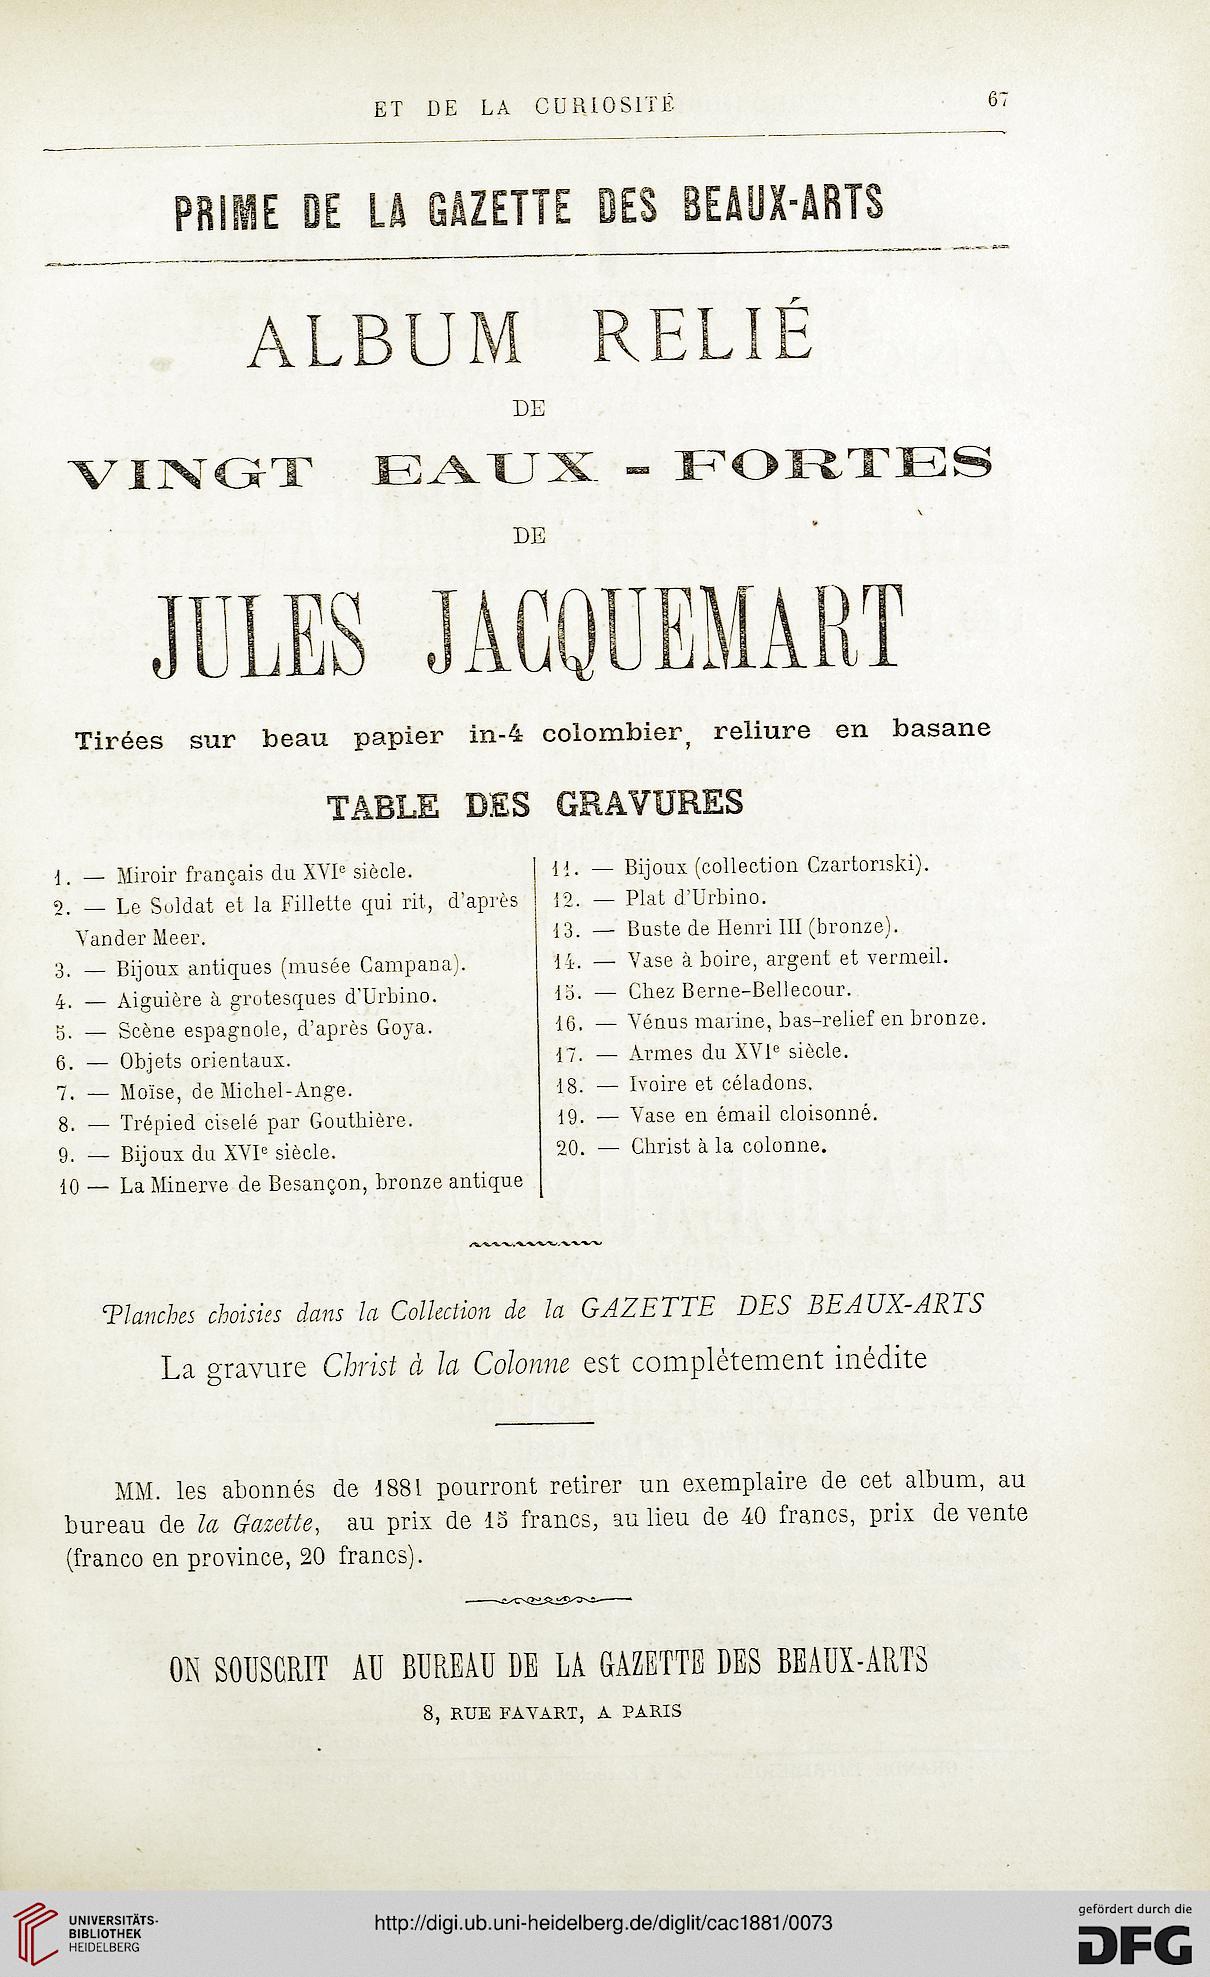 ET DE LA CURIOSITÉ 67
PRIME DE LA GAZETTE DES BEAUX-ARTS
ALBUM RELIÉ
DE
VINGT EAUX-FORTES
DE
JULES JACQUEMART
Tirées sur beau papier in-4 colombier, reliure en basane
TABLE DES GRAVURES
1. — Miroir français du XVIe siècle.
2. — Le Soldat et la Fillette qui rit, d'après
Vander Meer.
3. — Bijoux antiques (musée Campana).
4. — Aiguière à grotesques d'Urbino.
5. — Scène espagnole, d'après Goya.
6. — Objets orientaux.
7. — Moïse, de Michel-Ange.
8. — Trépied ciselé par Gouthière.
9. — Bijoux du XVIe siècle.
10 — La Minerve de Besançon, bronze antique
11. — Bijoux (collection Czartoriski).
12. — Plat d'Urbino.
13. — Buste de Henri III (bronze).
14. — Vase à boire, argent et vermeil.
15. — Chez Berne-Bellecour.
16. — Vénus marine, bas-relief en bronze.
17. — Armes du XVIe siècle.
18. — Ivoire et céladons.
19. — Vase en émail cloisonné.
20. — Christ à la colonne.
Planches choisies dans la Collection de la GAZETTE DES BEAUX-ARTS
La gravure Christ à la Colonne est complètement inédite
MM. les abonnés de 1881 pourront retirer un exemplaire de cet album, au
bureau de la Gazette, au prix de 15 francs, au lieu de 40 francs, prix de vente
(franco en province, 20 francs).
ON SOUSCRIT AU BUREAU DE LA GAZETTE DES BEAUX-ARTS
8, RUE FAVART, A PARIS
UNIVERSITÄTS-
BIBLIOTHEK
HEIDELBERG
http://digi.ub.uni-heidelberg.de/diglit/cac1881/0073
gefördert durch die
DFG